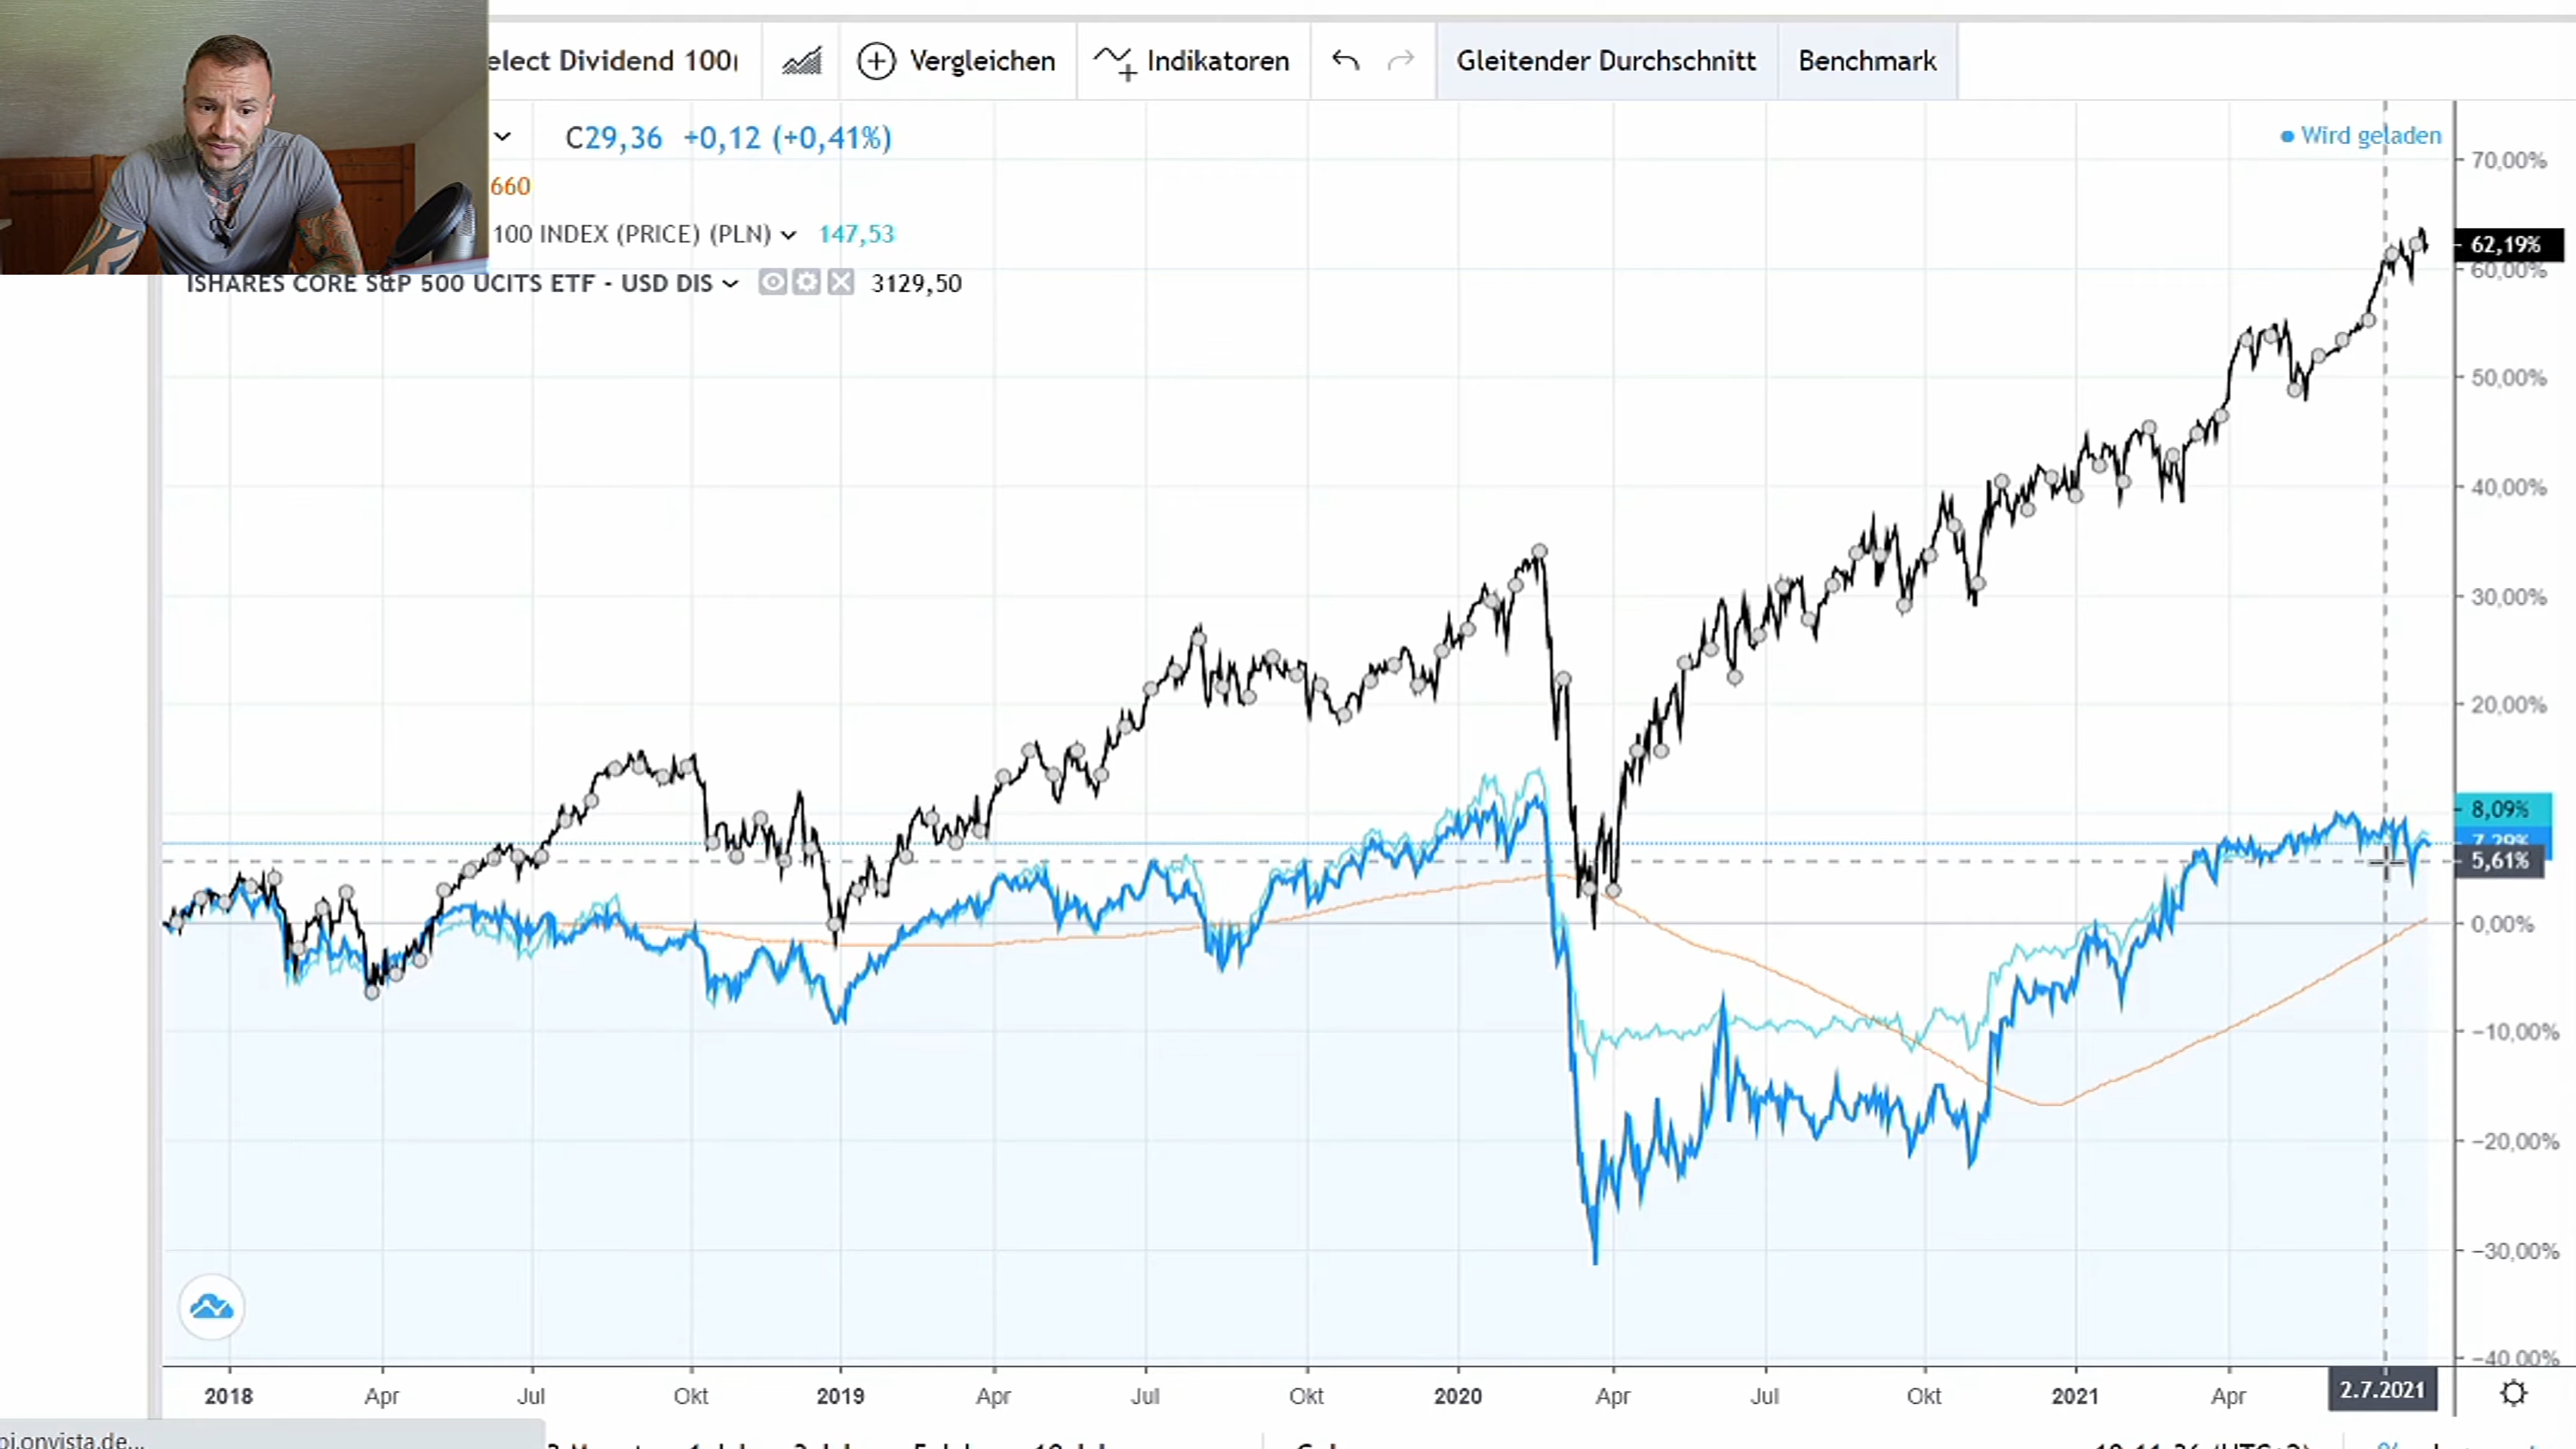 elect Dividend 100
Vergleichen
Indikatoren
Gleitender Durchschnitt
Benchmark
C29,36 +0,12 (+0,41%)
Wird geladen
660
100 INDEX (PRICE) (PLN) 147,53
ISHARES CORE S&P 500 UCITS ETF - USD DIS 3129,50
70,00%
62,19%
60,00%
50,00%
40,00%
30,00%
20,00%
8,09%
7,29%
5,61%
0,00%
−10,00%
−20,00%
−30,00%
−40,00%
2018 Apr Jul Okt 2019 Apr Jul Okt 2020 Apr Jul Okt 2021 Apr 2.7.2021
pi.onvista.de...